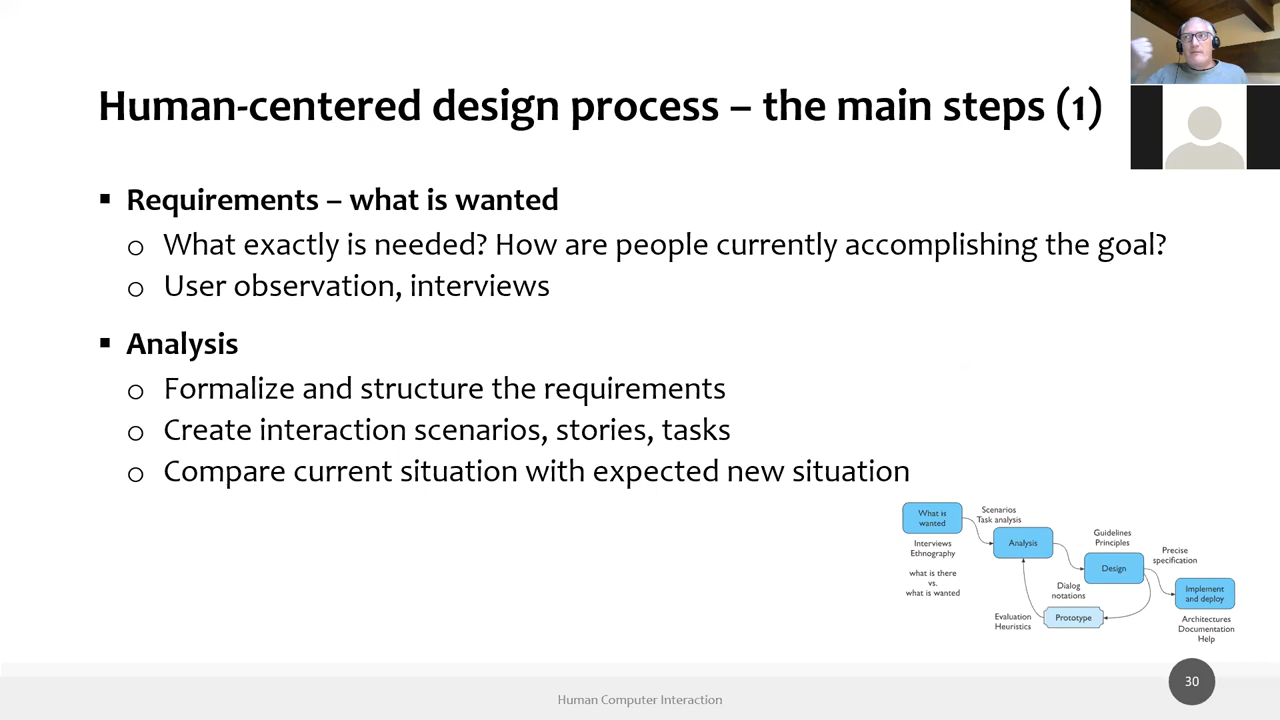 Human-centered design process – the main steps (1)
▪ Requirements – what is wanted
o What exactly is needed? How are people currently accomplishing the goal?
o User observation, interviews
▪ Analysis
o Formalize and structure the requirements
o Create interaction scenarios, stories, tasks
o Compare current situation with expected new situation
What is
wanted
Scenarios
Task analysis
Interviews
Ethnography
what is there
vs.
what is wanted
Analysis
Guidelines
Principles
Design
Precise
specification
Dialog
notations
Implement
and deploy
Evaluation
Heuristics
Prototype
Architectures
Documentation
Help
Human Computer Interaction
30